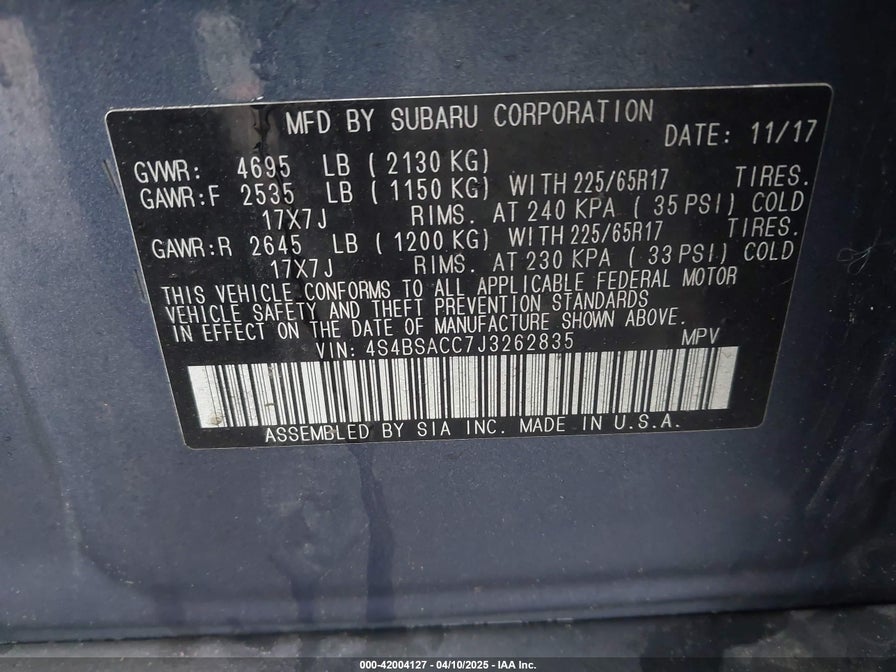 MFD BY SUBARU CORPORATION
DATE: 11/17
GVWR: 4695 LB (2130 KG)
GAWR:F 2535 LB (1150 KG) WITH 225/65R17 TIRES.
17X7J RIMS. AT 240 KPA (35 PSI) COLD
GAWR:R 2645 LB (1200 KG) WITH 225/65R17 TIRES.
17X7J RIMS. AT 230 KPA (33 PSI) COLD
THIS VEHICLE CONFORMS TO ALL APPLICABLE FEDERAL MOTOR
VEHICLE SAFETY AND THEFT PREVENTION STANDARDS
IN EFFECT ON THE DATE OF MANUFACTURE SHOWN ABOVE.
VIN: 4S4BSACC7J3262835 MPV
ASSEMBLED BY SIA INC. MADE IN U.S.A.
000-42004127 - 04/10/2025 - IAA Inc.